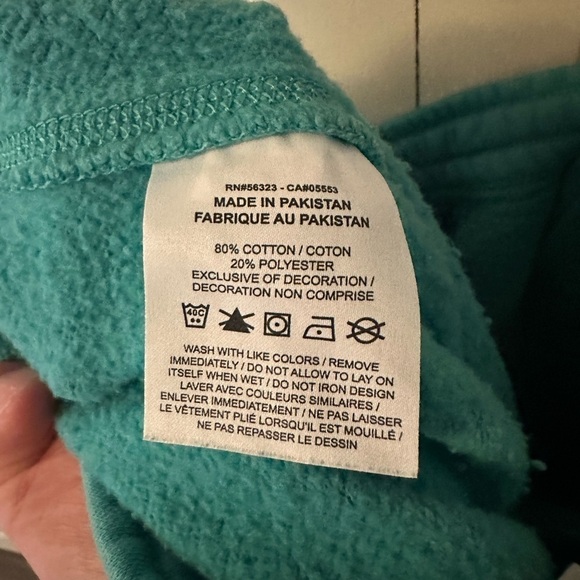 RN#56323 - CA#05553
MADE IN PAKISTAN
FABRIQUE AU PAKISTAN
80% COTTON / COTON
20% POLYESTER
EXCLUSIVE OF DECORATION /
DECORATION NON COMPRISE
40C
WASH WITH LIKE COLORS / REMOVE
IMMEDIATELY / DO NOT ALLOW TO LAY ON
ITSELF WHEN WET / DO NOT IRON DESIGN
LAVER AVEC COULEURS SIMILAIRES /
ENLEVER IMMEDIATEMENT / NE PAS LAISSER
LE VÊTEMENT PLIÉ LORSQU'IL EST MOUILLÉ /
NE PAS REPASSER LE DESSIN